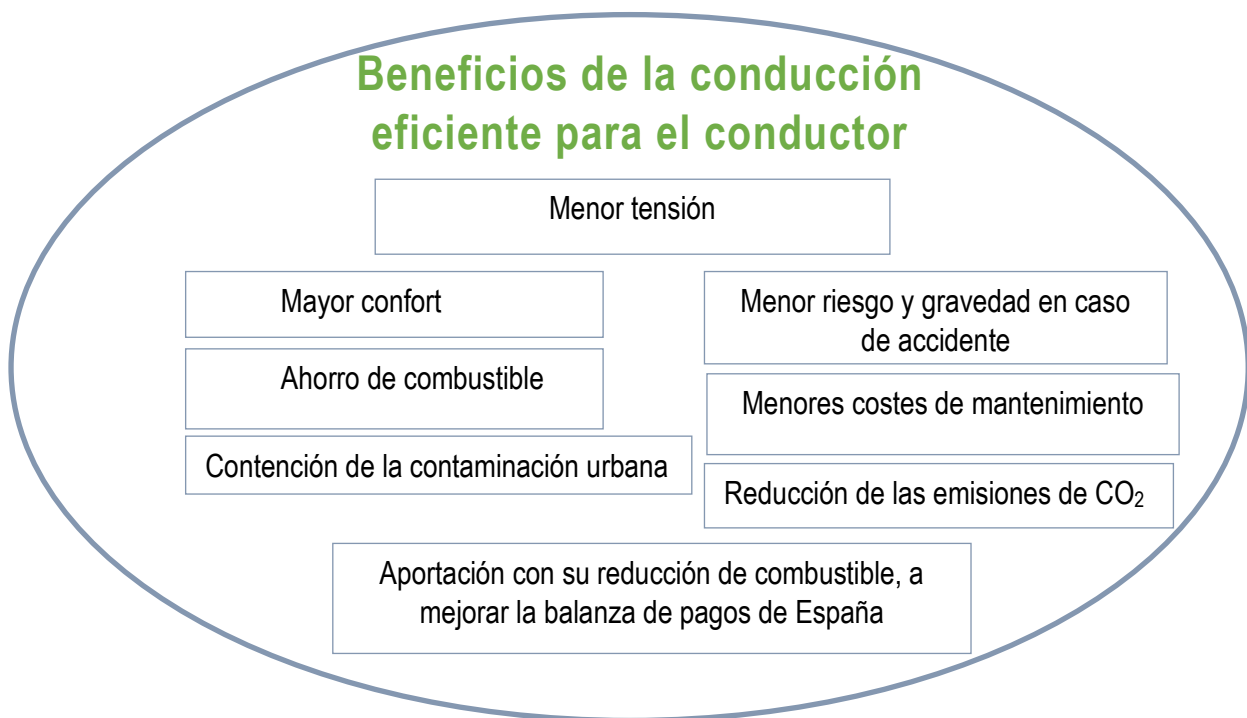 Beneficios de la conducción
eficiente para el conductor
Menor tensión
Mayor confort
Ahorro de combustible
Contención de la contaminación urbana
Menor riesgo y gravedad en caso
de accidente
Menores costes de mantenimiento
Reducción de las emisiones de CO₂
Aportación con su reducción de combustible, a
mejorar la balanza de pagos de España